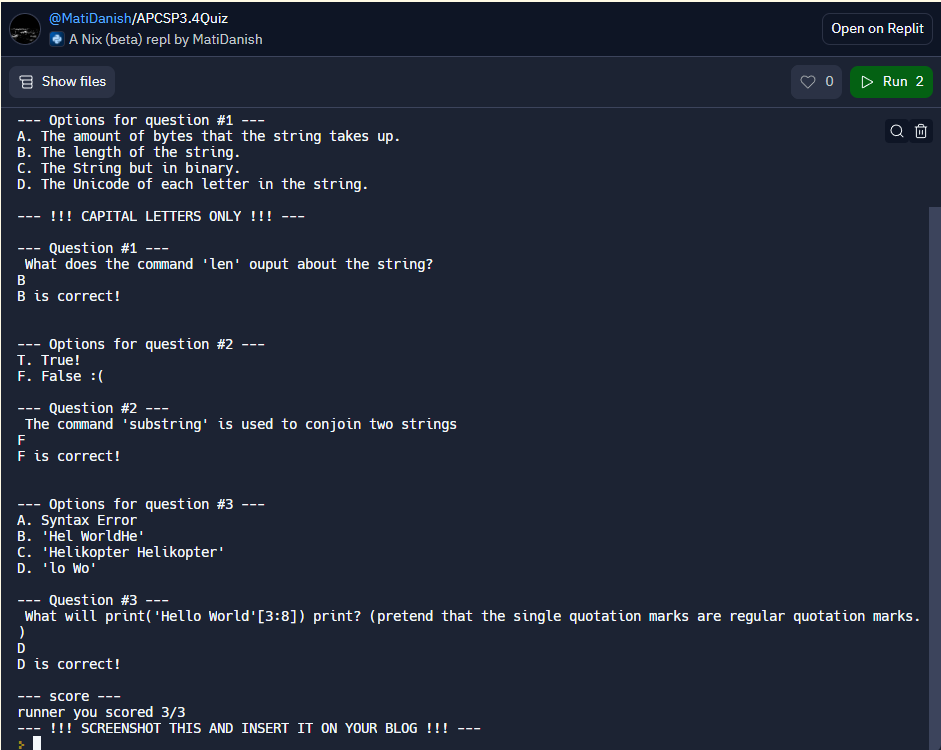 @MatiDanish/APCSP3.4Quiz
A Nix (beta) repl by MatiDanish
Open on Replit
Show files
0
Run 2
--- Options for question #1 ---
A. The amount of bytes that the string takes up.
B. The length of the string.
C. The String but in binary.
D. The Unicode of each letter in the string.
--- !!! CAPITAL LETTERS ONLY !!! ---
--- Question #1 ---
What does the command 'len' ouput about the string?
B
B is correct!
--- Options for question #2 ---
T. True!
F. False :(
--- Question #2 ---
The command 'substring' is used to conjoin two strings
F
F is correct!
--- Options for question #3 ---
A. Syntax Error
B. 'Hel WorldHe'
C. 'Helikopter Helikopter'
D. 'lo Wo'
--- Question #3 ---
What will print('Hello World'[3:8]) print? (pretend that the single quotation marks are regular quotation marks.
)
D
D is correct!
--- score ---
runner you scored 3/3
--- !!! SCREENSHOT THIS AND INSERT IT ON YOUR BLOG !!! ---